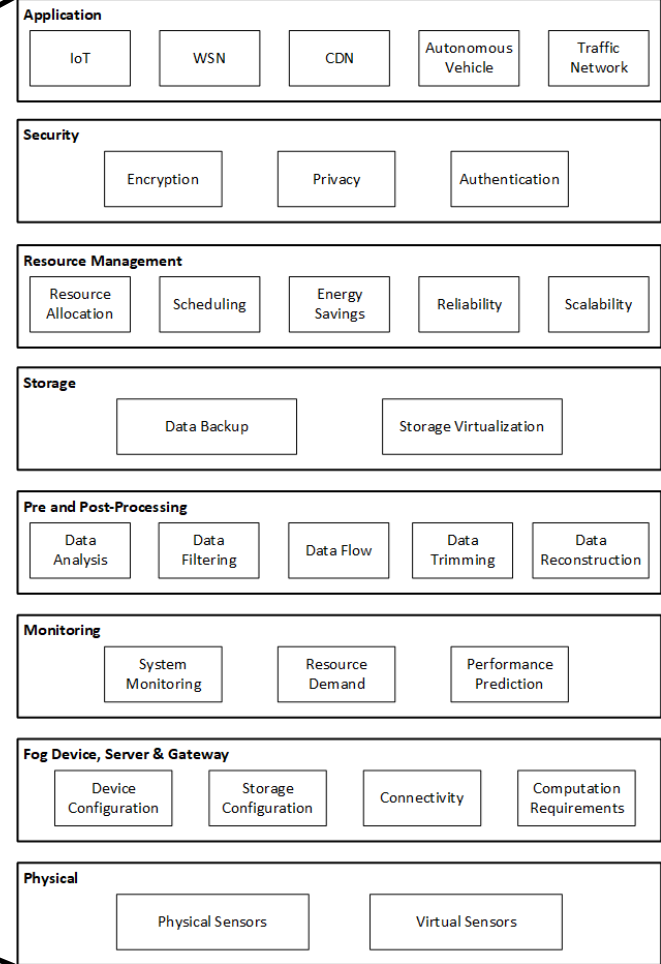 Application
IoT
WSN
CDN
Autonomous
Vehicle
Traffic
Network
Security
Encryption
Privacy
Authentication
Resource Management
Resource
Allocation
Scheduling
Energy
Savings
Reliability
Scalability
Storage
Data Backup
Storage Virtualization
Pre and Post-Processing
Data
Analysis
Data
Filtering
Data Flow
Data
Trimming
Data
Reconstruction
Monitoring
System
Monitoring
Resource
Demand
Performance
Prediction
Fog Device, Server & Gateway
Device
Configuration
Storage
Configuration
Connectivity
Computation
Requirements
Physical
Physical Sensors
Virtual Sensors